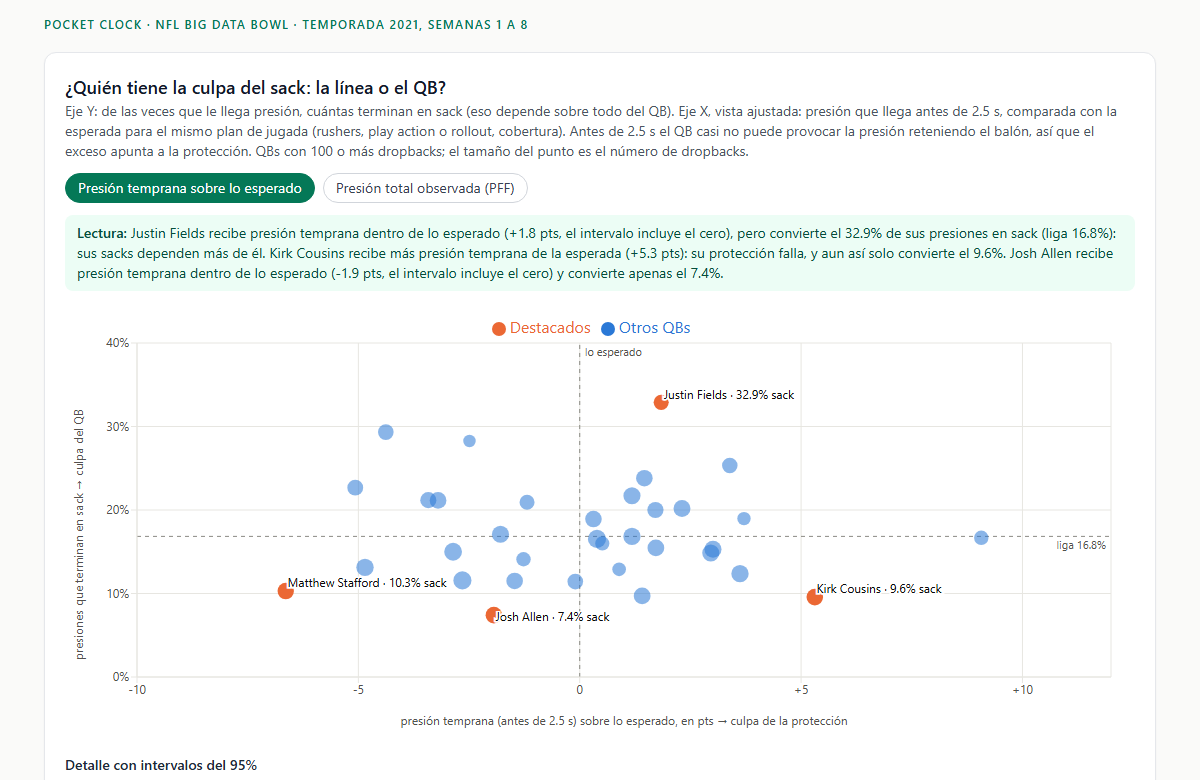 POCKET CLOCK · NFL BIG DATA BOWL · TEMPORADA 2021, SEMANAS 1 A 8
¿Quién tiene la culpa del sack: la línea o el QB?
Eje Y: de las veces que le llega presión, cuántas terminan en sack (eso depende sobre todo del QB). Eje X, vista ajustada: presión que llega antes de 2.5 s, comparada con la
esperada para el mismo plan de jugada (rushers, play action o rollout, cobertura). Antes de 2.5 s el QB casi no puede provocar la presión reteniendo el balón, así que el
exceso apunta a la protección. QBs con 100 o más dropbacks; el tamaño del punto es el número de dropbacks.
Presión temprana sobre lo esperado
Presión total observada (PFF)
Lectura: Justin Fields recibe presión temprana dentro de lo esperado (+1.8 pts, el intervalo incluye el cero), pero convierte el 32.9% de sus presiones en sack (liga 16.8%):
sus sacks dependen más de él. Kirk Cousins recibe más presión temprana de la esperada (+5.3 pts): su protección falla, y aun así solo convierte el 9.6%. Josh Allen recibe
presión temprana dentro de lo esperado (-1.9 pts, el intervalo incluye el cero) y convierte apenas el 7.4%.
Destacados
Otros QBs
40%
lo esperado
Justin Fields · 32.9% sack
30%
20%
liga 16.8%
10%
Matthew Stafford · 10.3% sack
Kirk Cousins · 9.6% sack
Josh Allen · 7.4% sack
0%
presiones que terminan en sack → culpa del QB
-10
-5
0
+5
+10
presión temprana (antes de 2.5 s) sobre lo esperado, en pts → culpa de la protección
Detalle con intervalos del 95%